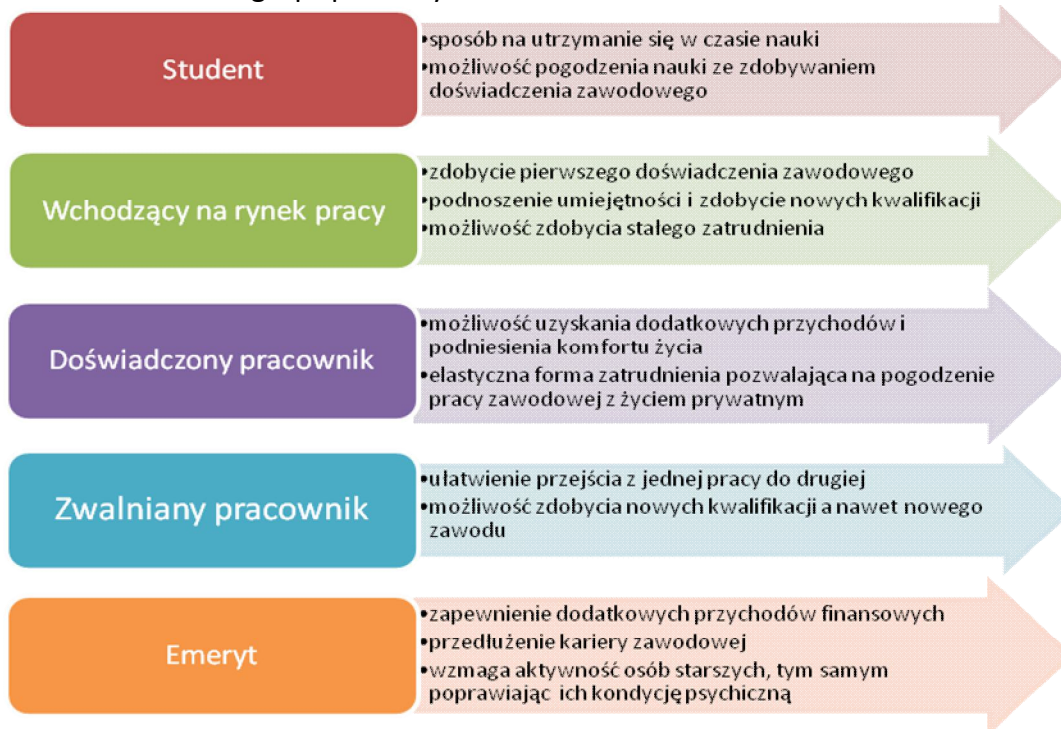 Student
•sposób na utrzymanie się w czasie nauki
•możliwość pogodzenia nauki ze zdobywaniem
doświadczenia zawodowego
Wchodzący na rynek pracy
•zdobycie pierwszego doświadczenia zawodowego
•podnoszenie umiejętności i zdobycie nowych kwalifikacji
•możliwość zdobycia stałego zatrudnienia
Doświadczony pracownik
•możliwość uzyskania dodatkowych przychodów i
podniesienia komfortu życia
•elastyczna forma zatrudnienia pozwalająca na pogodzenie
pracy zawodowej z życiem prywatnym
Zwalniany pracownik
•ułatwienie przejścia z jednej pracy do drugiej
•możliwość zdobycia nowych kwalifikacji a nawet nowego
zawodu
Emeryt
•zapewnienie dodatkowych przychodów finansowych
•przedłużenie kariery zawodowej
•wzmaga aktywność osób starszych, tym samym
poprawiając ich kondycję psychiczną